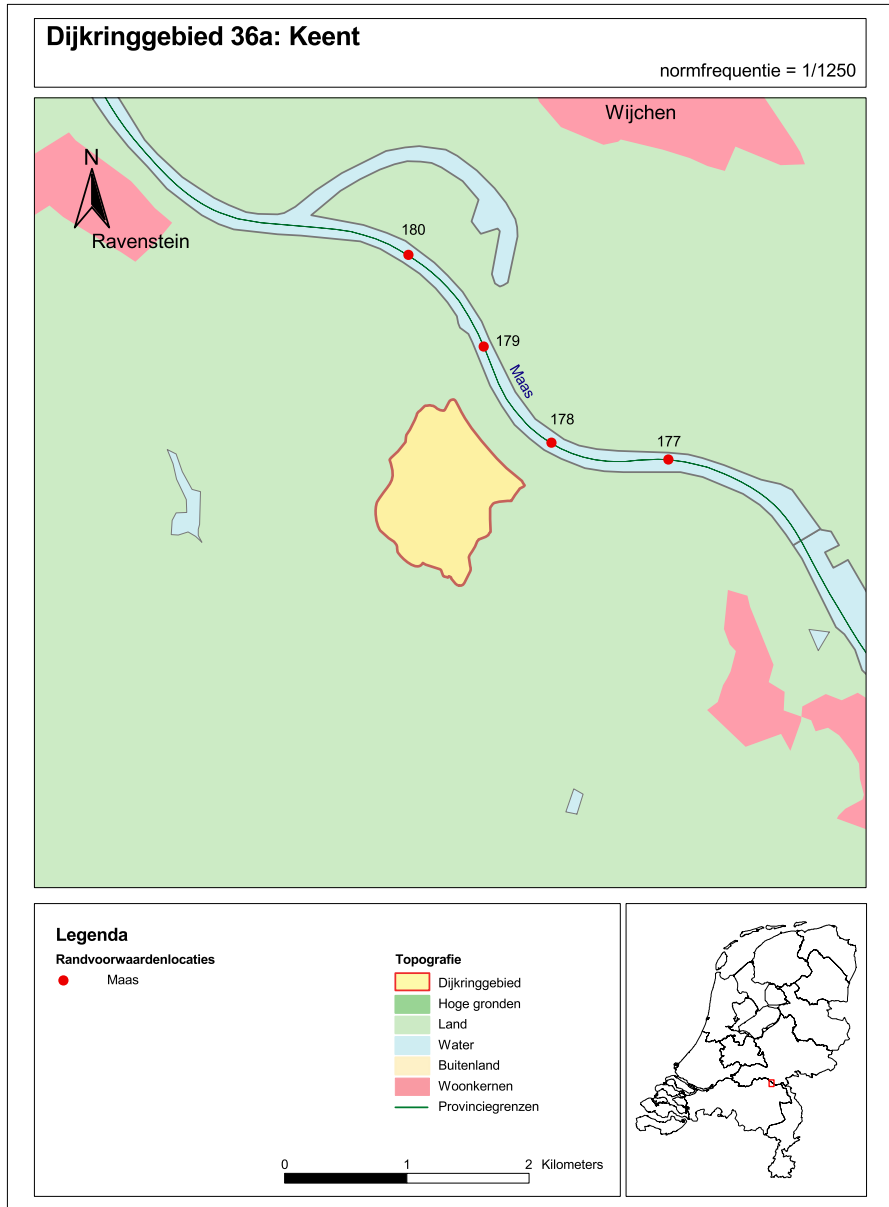 Dijkringgebied 36a: Keent
normfrequentie = 1/1250
Wijchen
N
Ravenstein
180
179
Maas
178
177
Legenda
Randvoorwaardenlocaties
Maas
Topografie
Dijkringgebied
Hoge gronden
Land
Water
Buitenland
Woonkernen
Provinciegrenzen
0 1 2 Kilometers